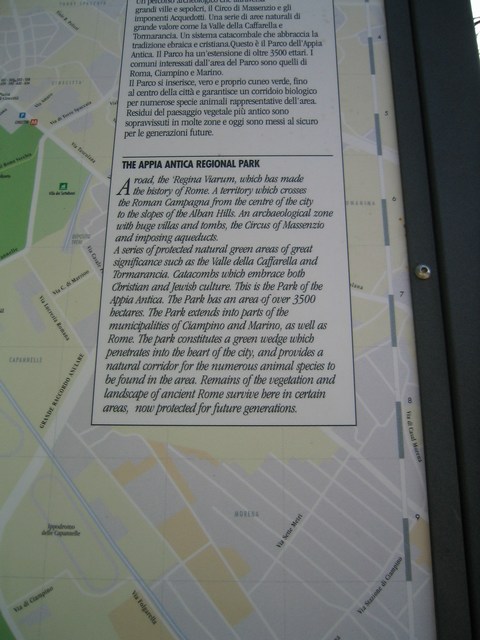 grandi ville e sepolcri, il Circo di Massenzio e gli
imponenti Acquedotti. Una serie di aree naturali di
grande valore come la Valle della Caffarella e
Tormarancia. Un sistema catacombale che abbraccia la
tradizione ebraica e cristiana.Questo è il Parco dell'Appia
Antica. Il Parco ha un'estensione di oltre 3500 ettari. I
comuni interessati dall'area del Parco sono quelli di
Roma, Ciampino e Marino.
Il Parco si inserisce, vero e proprio cuneo verde, fino
al centro della città e garantisce un corridoio biologico
per numerose specie animali rappresentative dell'area.
Residui del paesaggio vegetale più antico sono
sopravvissuti in molte zone e oggi sono messi al sicuro
per le generazioni future.
THE APPIA ANTICA REGIONAL PARK
A road, the 'Regina Viarum, which has made
the history of Rome. A territory which crosses
the Roman Campagna from the centre of the city
to the slopes of the Alban Hills. An archaeological zone
with huge villas and tombs, the Circus of Massenzio
and imposing aqueducts.
A series of protected natural green areas of great
significance such as the Valle della Caffarella and
Tormarancia. Catacombs which embrace both
Christian and Jewish culture. This is the Park of the
Appia Antica. The Park has an area of over 3500
hectares. The Park extends into parts of the
municipalities of Ciampino and Marino, as well as
Rome. The park constitutes a green wedge which
penetrates into the heart of the city, and provides a
natural corridor for the numerous animal species to
be found in the area. Remains of the vegetation and
landscape of ancient Rome survive here in certain
areas, now protected for future generations.
GRANDE RACCORDO ANULARE
CAPANNELLE
Ippodromo
delle Capannelle
MORENA
Via di Ciampino
7